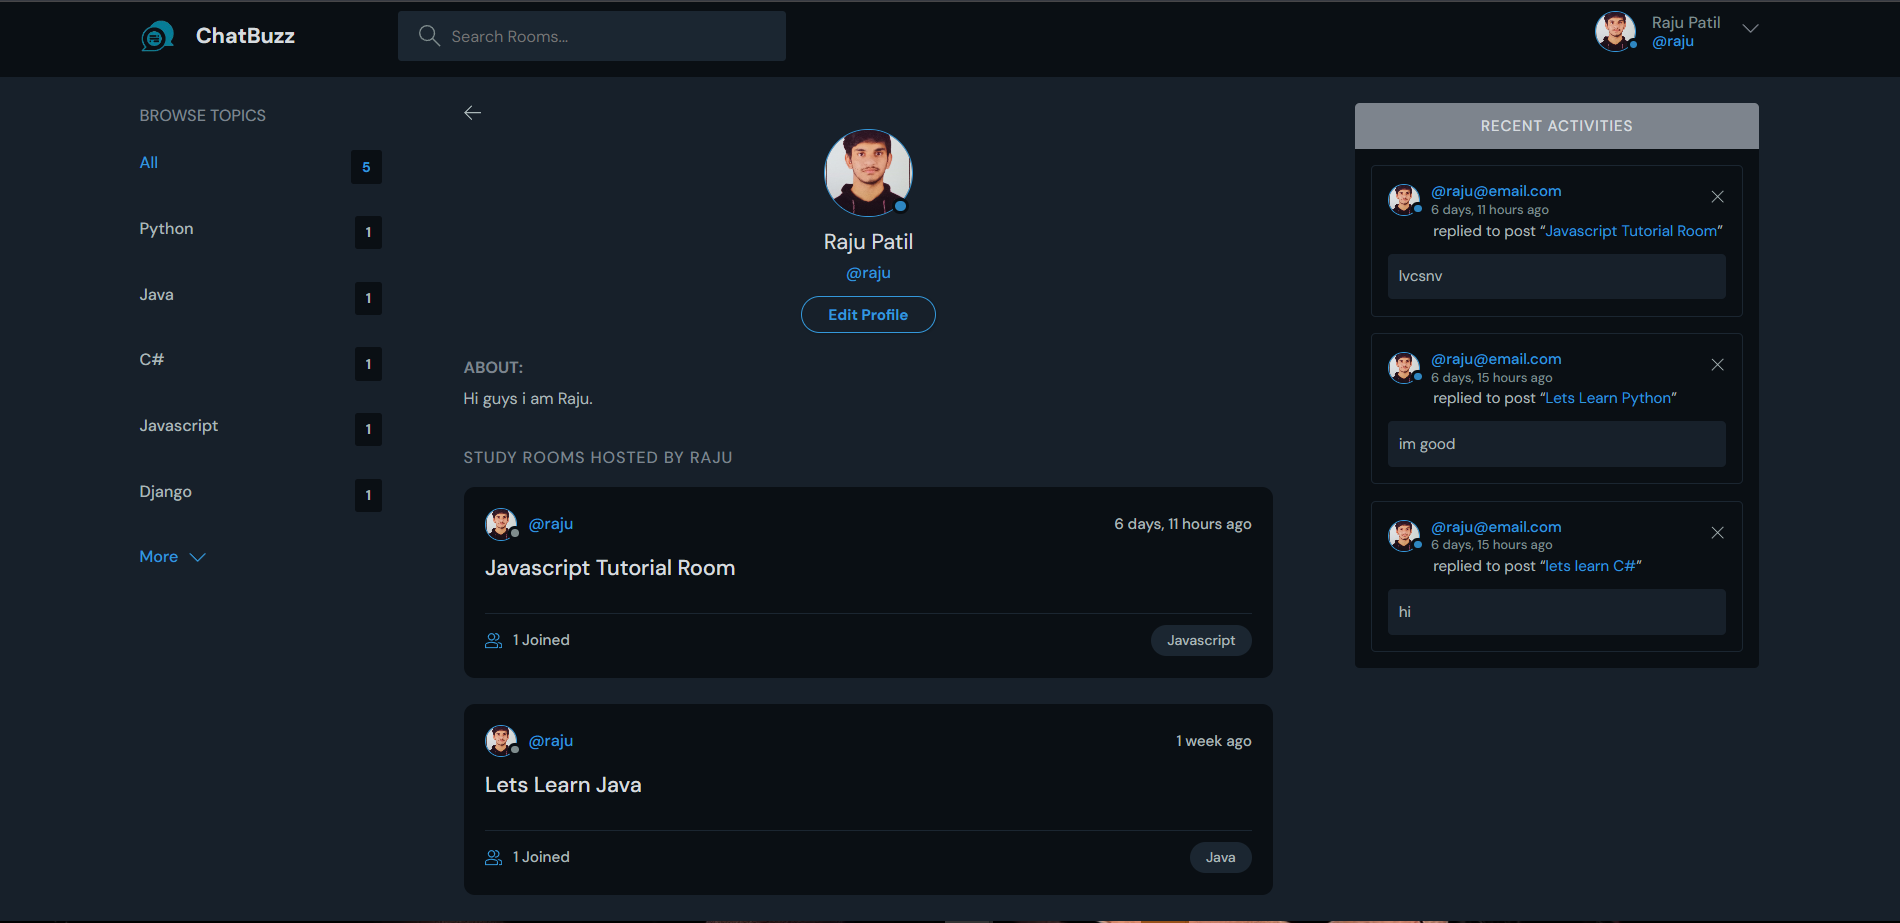 ChatBuzz
Search Rooms...
Raju Patil
@raju
BROWSE TOPICS
All
5
Python
1
Java
1
C#
1
Javascript
1
Django
1
More
Raju Patil
@raju
Edit Profile
ABOUT:
Hi guys i am Raju.
STUDY ROOMS HOSTED BY RAJU
@raju
6 days, 11 hours ago
Javascript Tutorial Room
1 Joined
Javascript
@raju
1 week ago
Lets Learn Java
1 Joined
Java
RECENT ACTIVITIES
@raju@email.com
6 days, 11 hours ago
replied to post “Javascript Tutorial Room”
lvcsnv
@raju@email.com
6 days, 15 hours ago
replied to post “Lets Learn Python”
im good
@raju@email.com
6 days, 15 hours ago
replied to post “lets learn C#”
hi